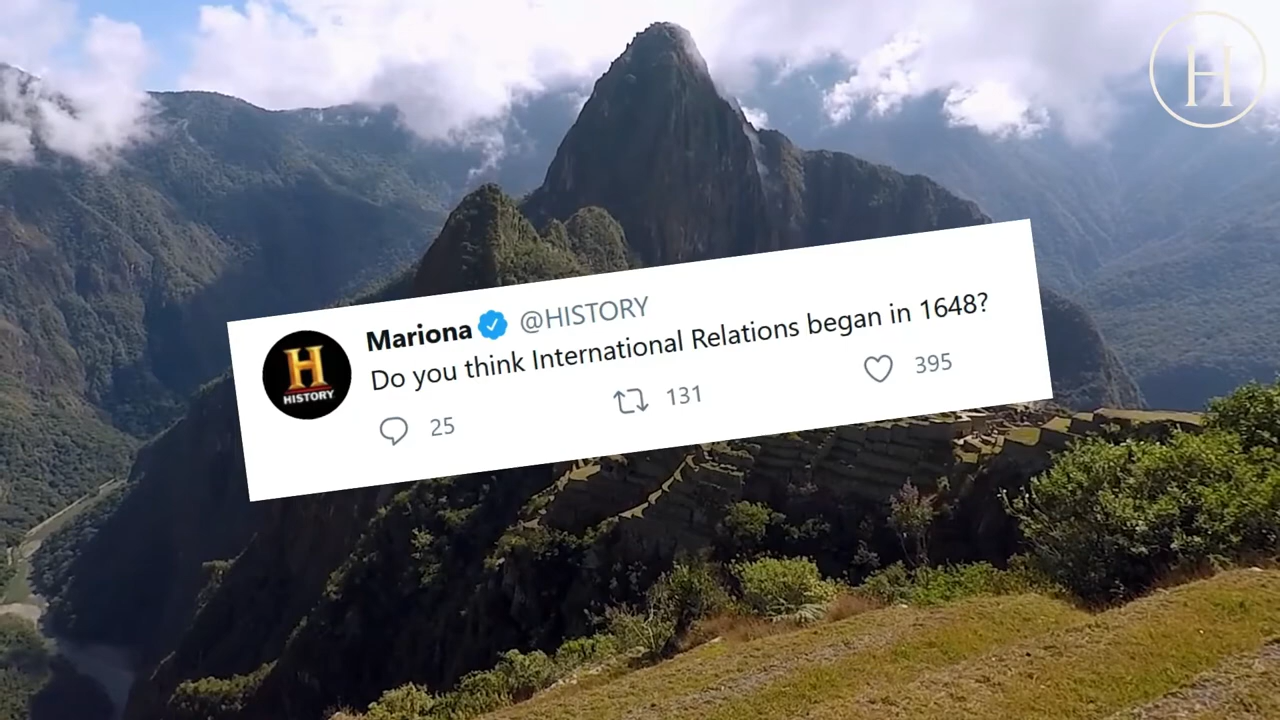 H
H
HISTORY
Mariona @HISTORY
Do you think International Relations began in 1648?
25 131 395